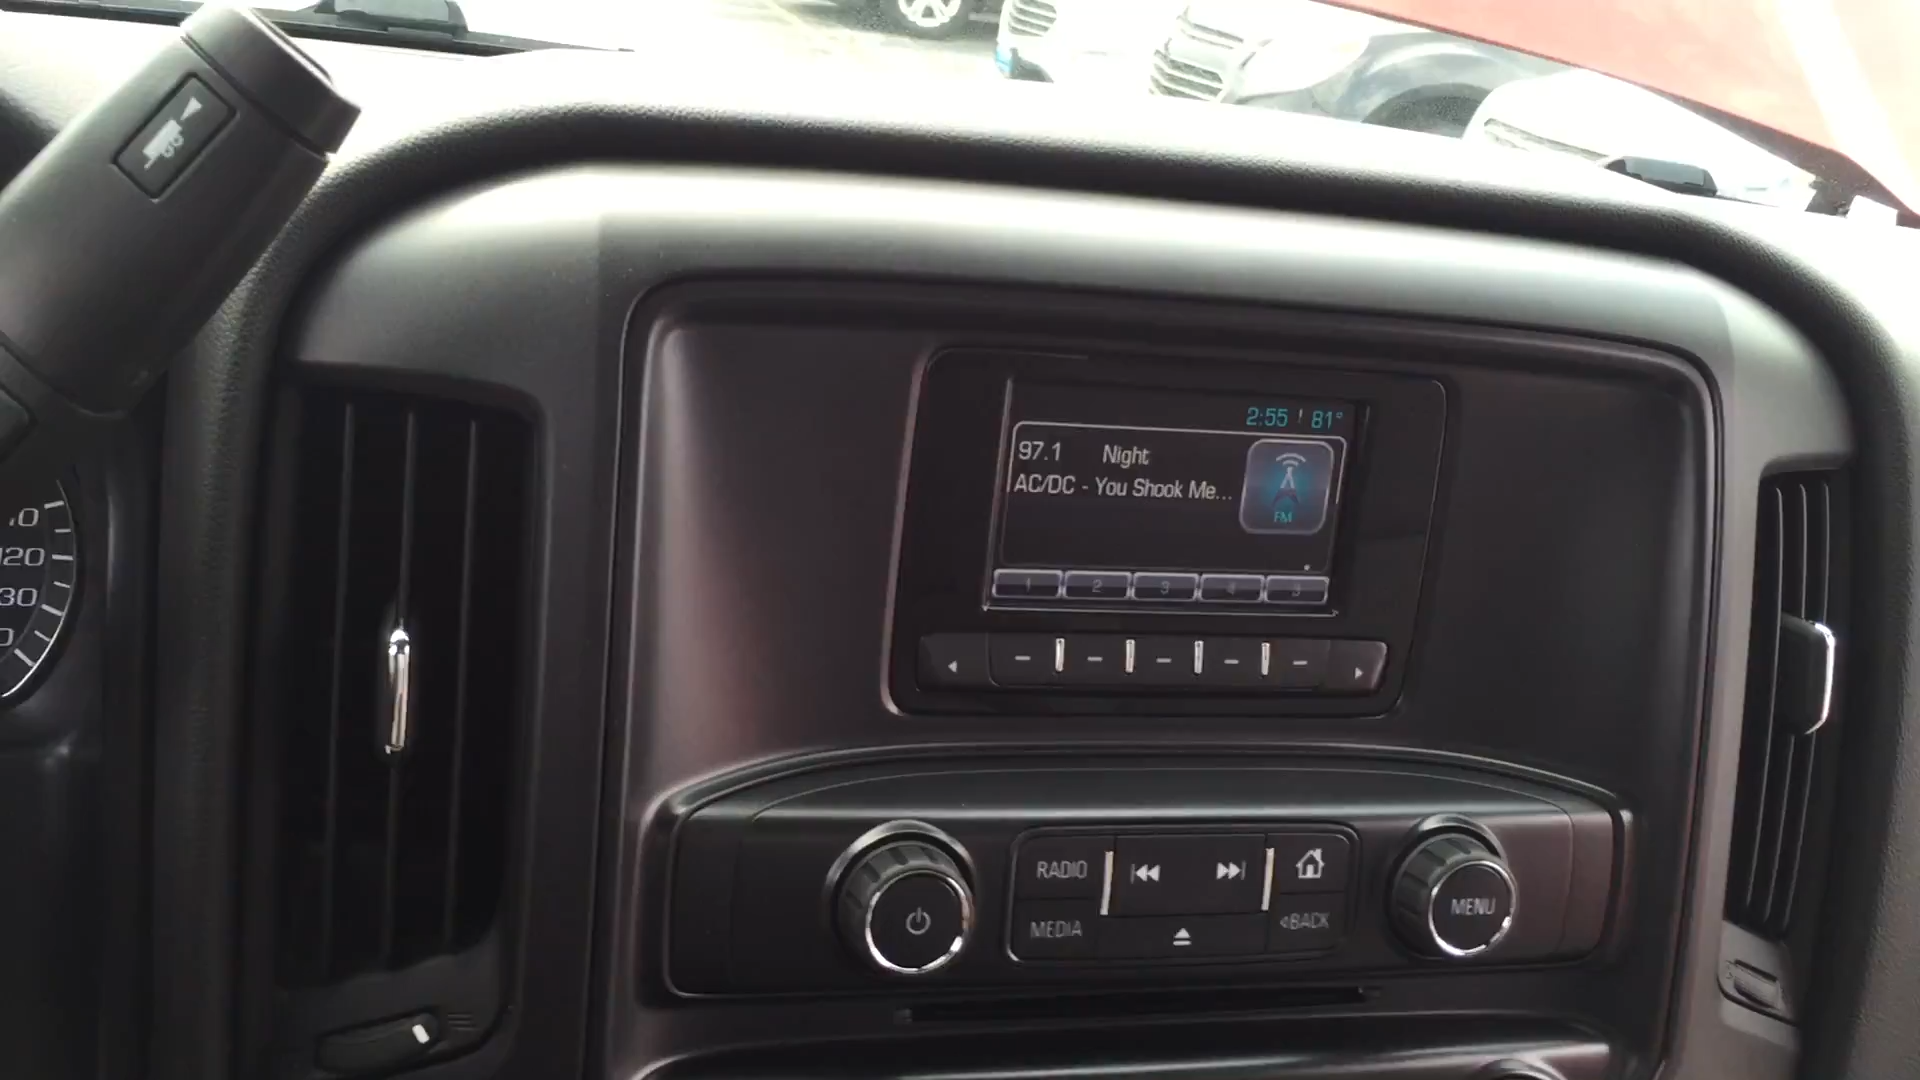 2:55 81°
97.1 Night
AC/DC - You Shook Me...
FM
1 2 3 4 5
RADIO
MEDIA
BACK
MENU
120